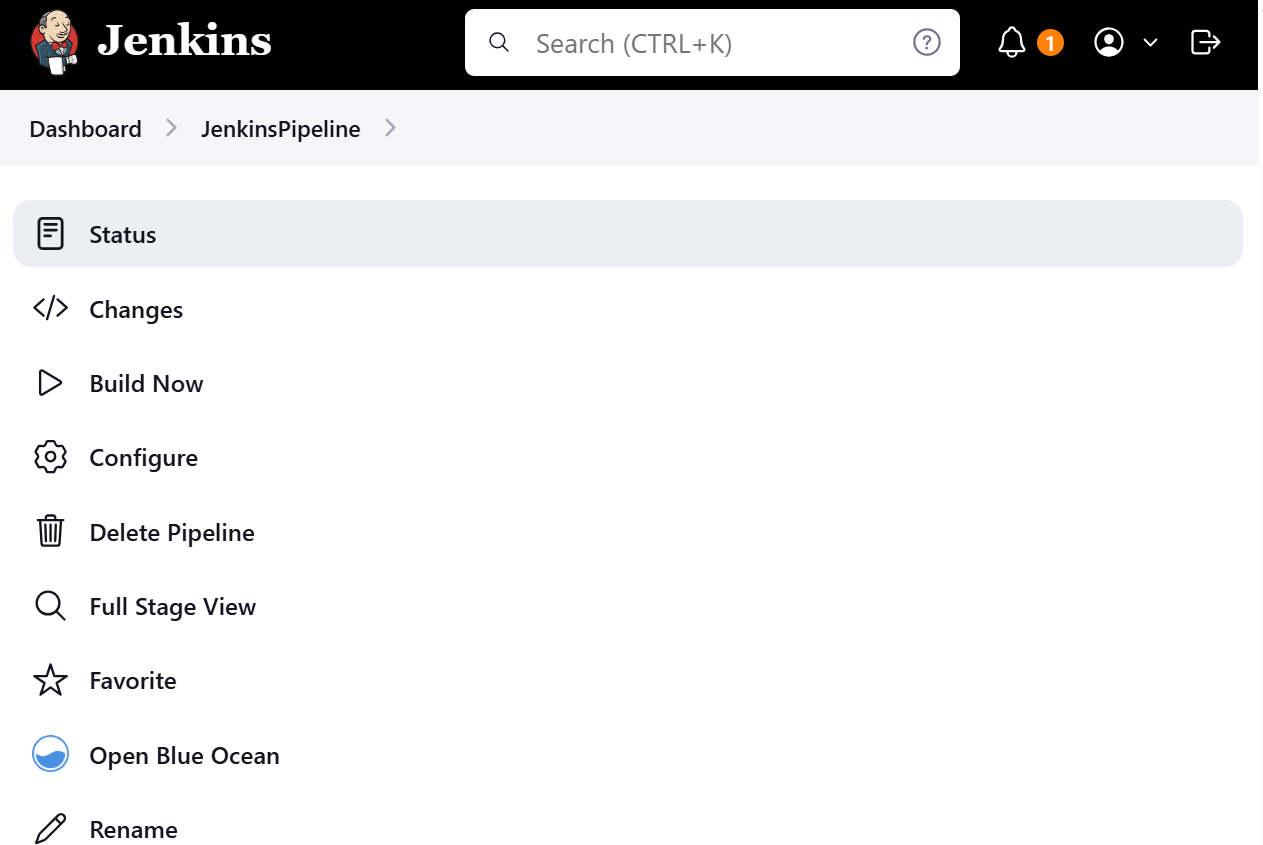 Jenkins
Search (CTRL+K)
?
1
Dashboard > JenkinsPipeline >
Status
Changes
Build Now
Configure
Delete Pipeline
Full Stage View
Favorite
Open Blue Ocean
Rename